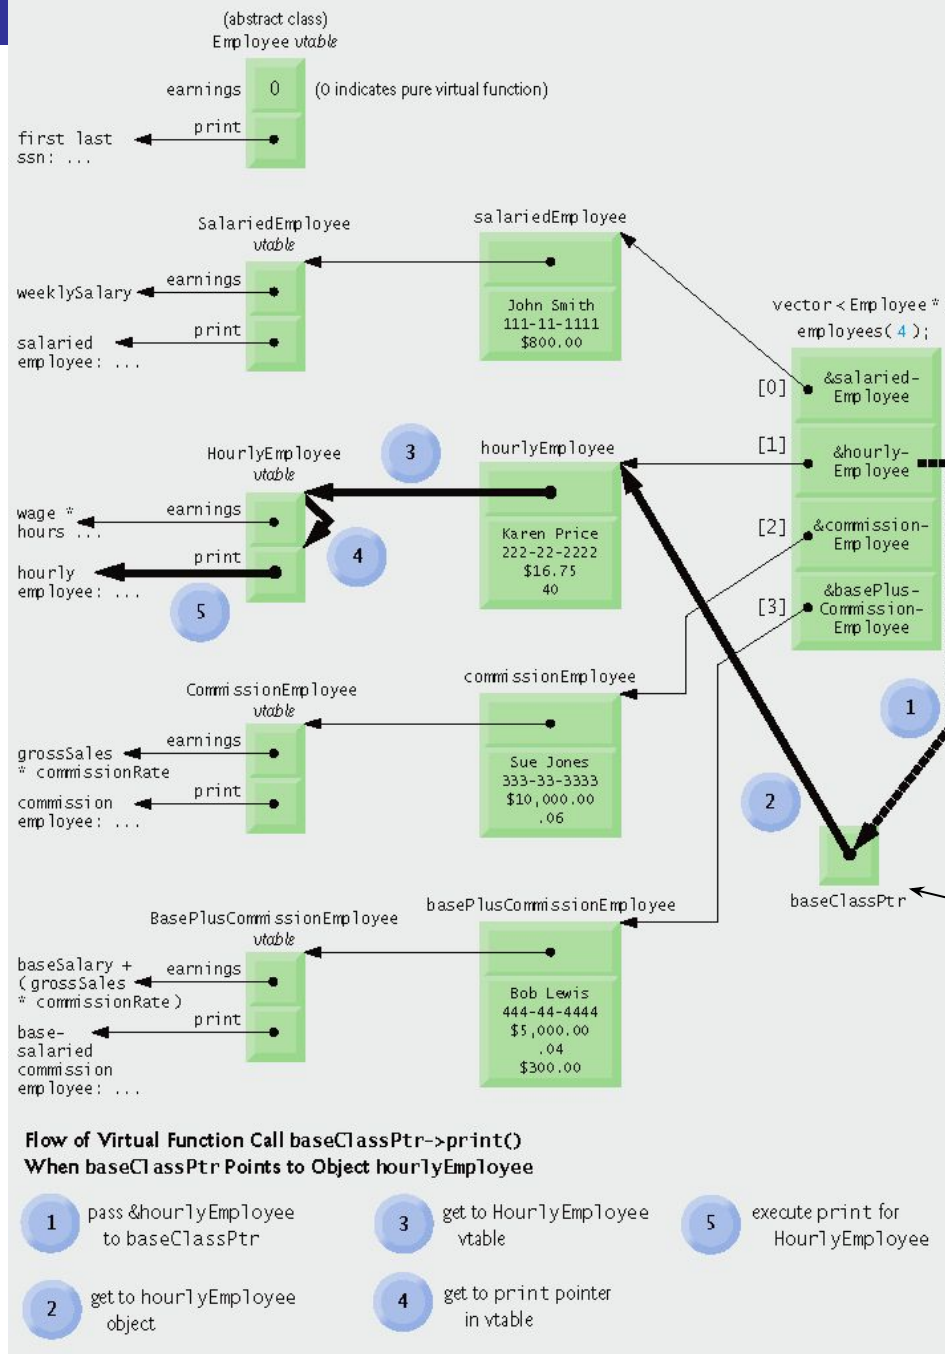 (abstract class)
Employee vtable
earnings 0 (0 indicates pure virtual function)
print
first last
ssn: ...
SalariedEmployee
vtable
salariedEmployee
earnings
weeklySalary
print
salaried
employee: ...
John Smith
111-11-1111
$800.00
vector < Employee *
employees( 4 );
[0] &salaried-
Employee
[1] &hourly-
Employee
[2] &commission-
Employee
[3] &basePlus-
Commission-
Employee
HourlyEmployee
vtable
3
hourlyEmployee
earnings
wage *
hours ...
print
4
hourly
employee: ...
5
Karen Price
222-22-2222
$16.75
40
CommissionEmployee
vtable
commissionEmployee
earnings
grossSales
* commissionRate
print
commission
employee: ...
Sue Jones
333-33-3333
$10,000.00
.06
1
2
baseClassPtr
BasePlusCommissionEmployee
vtable
basePlusCommissionEmployee
earnings
baseSalary +
(grossSales
* commissionRate)
print
base-
salaried
commission
employee: ...
Bob Lewis
444-44-4444
$5,000.00
.04
$300.00
Flow of Virtual Function Call baseClassPtr->print()
When baseClassPtr Points to Object hourlyEmployee
1 pass &hourlyEmployee
to baseClassPtr
2 get to hourlyEmployee
object
3 get to HourlyEmployee
vtable
4 get to print pointer
in vtable
5 execute print for
HourlyEmployee